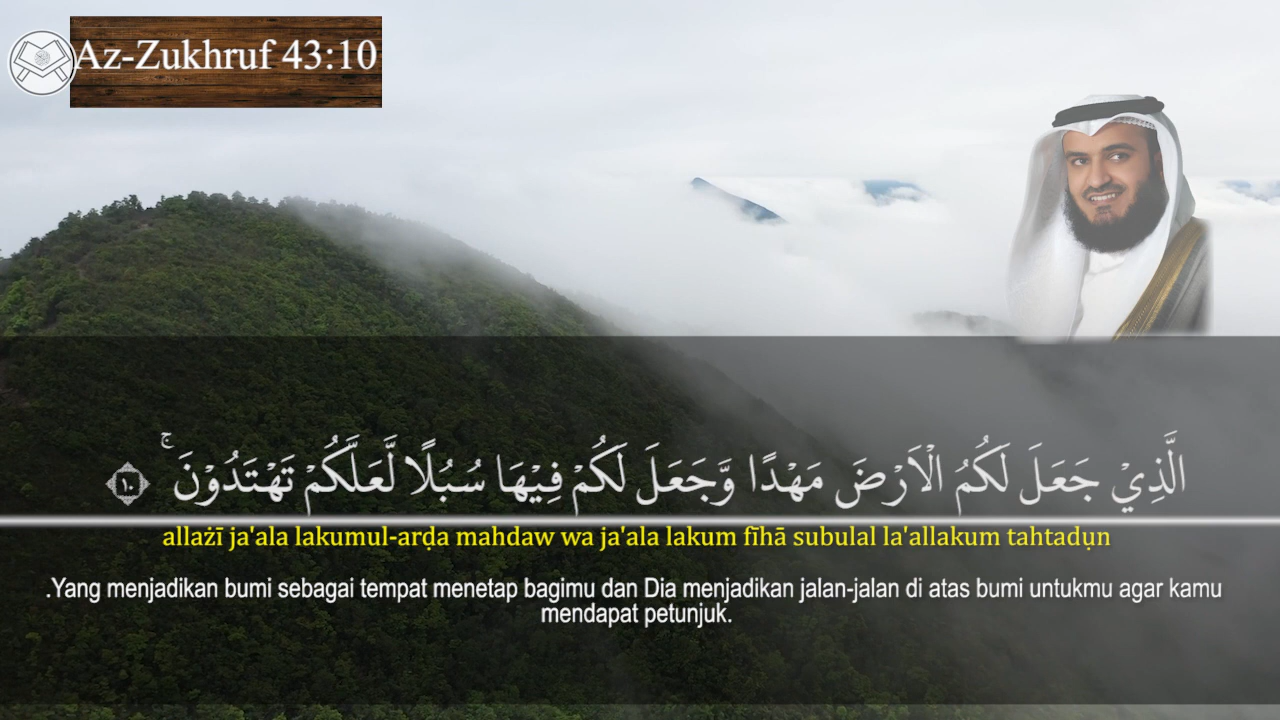 Az-Zukhruf 43:10
الَّذِيْ جَعَلَ لَكُمُ الْاَرْضَ مَهْدًا وَّجَعَلَ لَكُمْ فِيْهَا سُبُلًا لَّعَلَّكُمْ تَهْتَدُوْنَ ۚ ١٠
allażī ja'ala lakumul-arḍa mahdaw wa ja'ala lakum fīhā subulal la'allakum tahtadụn
.Yang menjadikan bumi sebagai tempat menetap bagimu dan Dia menjadikan jalan-jalan di atas bumi untukmu agar kamu
mendapat petunjuk.